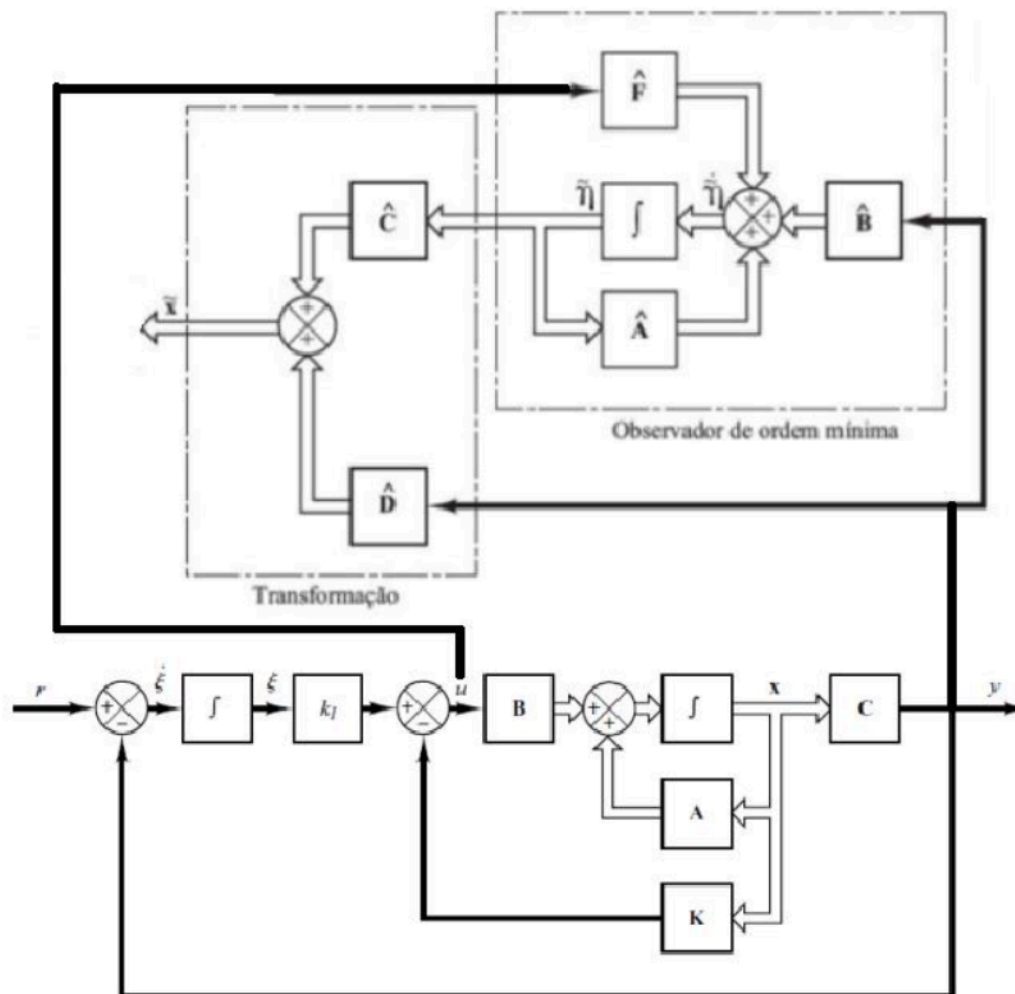 F̂
+
η̃
∫
η̃̇
+
+
+
B̂
Ĉ
Â
x̃
+
+
Observador de ordem mínima
D̂
Transformação
r
+
−
ξ̇
∫
ξ
k_I
+
−
u
B
+
+
∫
x
C
y
A
K